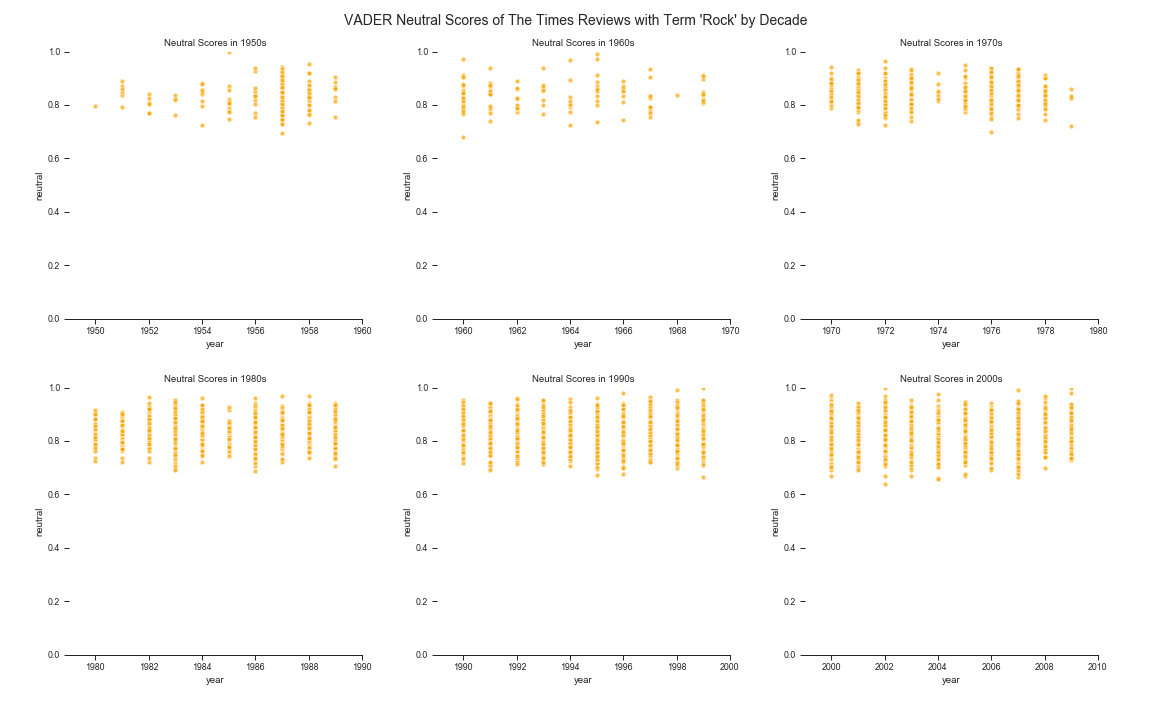 VADER Neutral Scores of The Times Reviews with Term 'Rock' by Decade
Neutral Scores in 1950s
1.0
0.8
0.6
0.4
0.2
0.0
neutral
1950 1952 1954 1956 1958 1960
year
Neutral Scores in 1960s
1.0
0.8
0.6
0.4
0.2
0.0
neutral
1960 1962 1964 1966 1968 1970
year
Neutral Scores in 1970s
1.0
0.8
0.6
0.4
0.2
0.0
neutral
1970 1972 1974 1976 1978 1980
year
Neutral Scores in 1980s
1.0
0.8
0.6
0.4
0.2
0.0
neutral
1980 1982 1984 1986 1988 1990
year
Neutral Scores in 1990s
1.0
0.8
0.6
0.4
0.2
0.0
neutral
1990 1992 1994 1996 1998 2000
year
Neutral Scores in 2000s
1.0
0.8
0.6
0.4
0.2
0.0
neutral
2000 2002 2004 2006 2008 2010
year